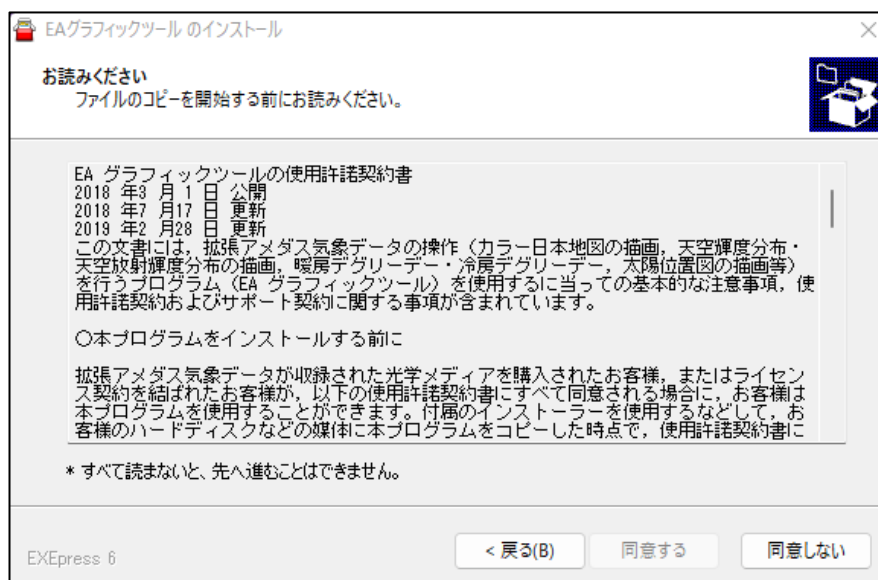 EAグラフィックツール のインストール
お読みください
ファイルのコピーを開始する前にお読みください。
EA グラフィックツールの使用許諾契約書
2018 年3 月 1 日 公開
2018 年7 月17 日 更新
2019 年2 月28 日 更新
この文書には，拡張アメダス気象データの操作（カラー日本地図の描画，天空輝度分布・
天空放射輝度分布の描画，暖房デグリーデー・冷房デグリーデー，太陽位置図の描画等）
を行うプログラム（EA グラフィックツール）を使用するに当っての基本的な注意事項，使
用許諾契約およびサポート契約に関する事項が含まれています。
○本プログラムをインストールする前に
拡張アメダス気象データが収録された光学メディアを購入されたお客様，またはライセン
ス契約を結ばれたお客様が，以下の使用許諾契約書にすべて同意される場合に，お客様は
本プログラムを使用することができます。付属のインストーラーを使用するなどして，お
客様のハードディスクなどの媒体に本プログラムをコピーした時点で，使用許諾契約書に
* すべて読まないと、先へ進むことはできません。
EXEpress 6
< 戻る(B)
同意する
同意しない